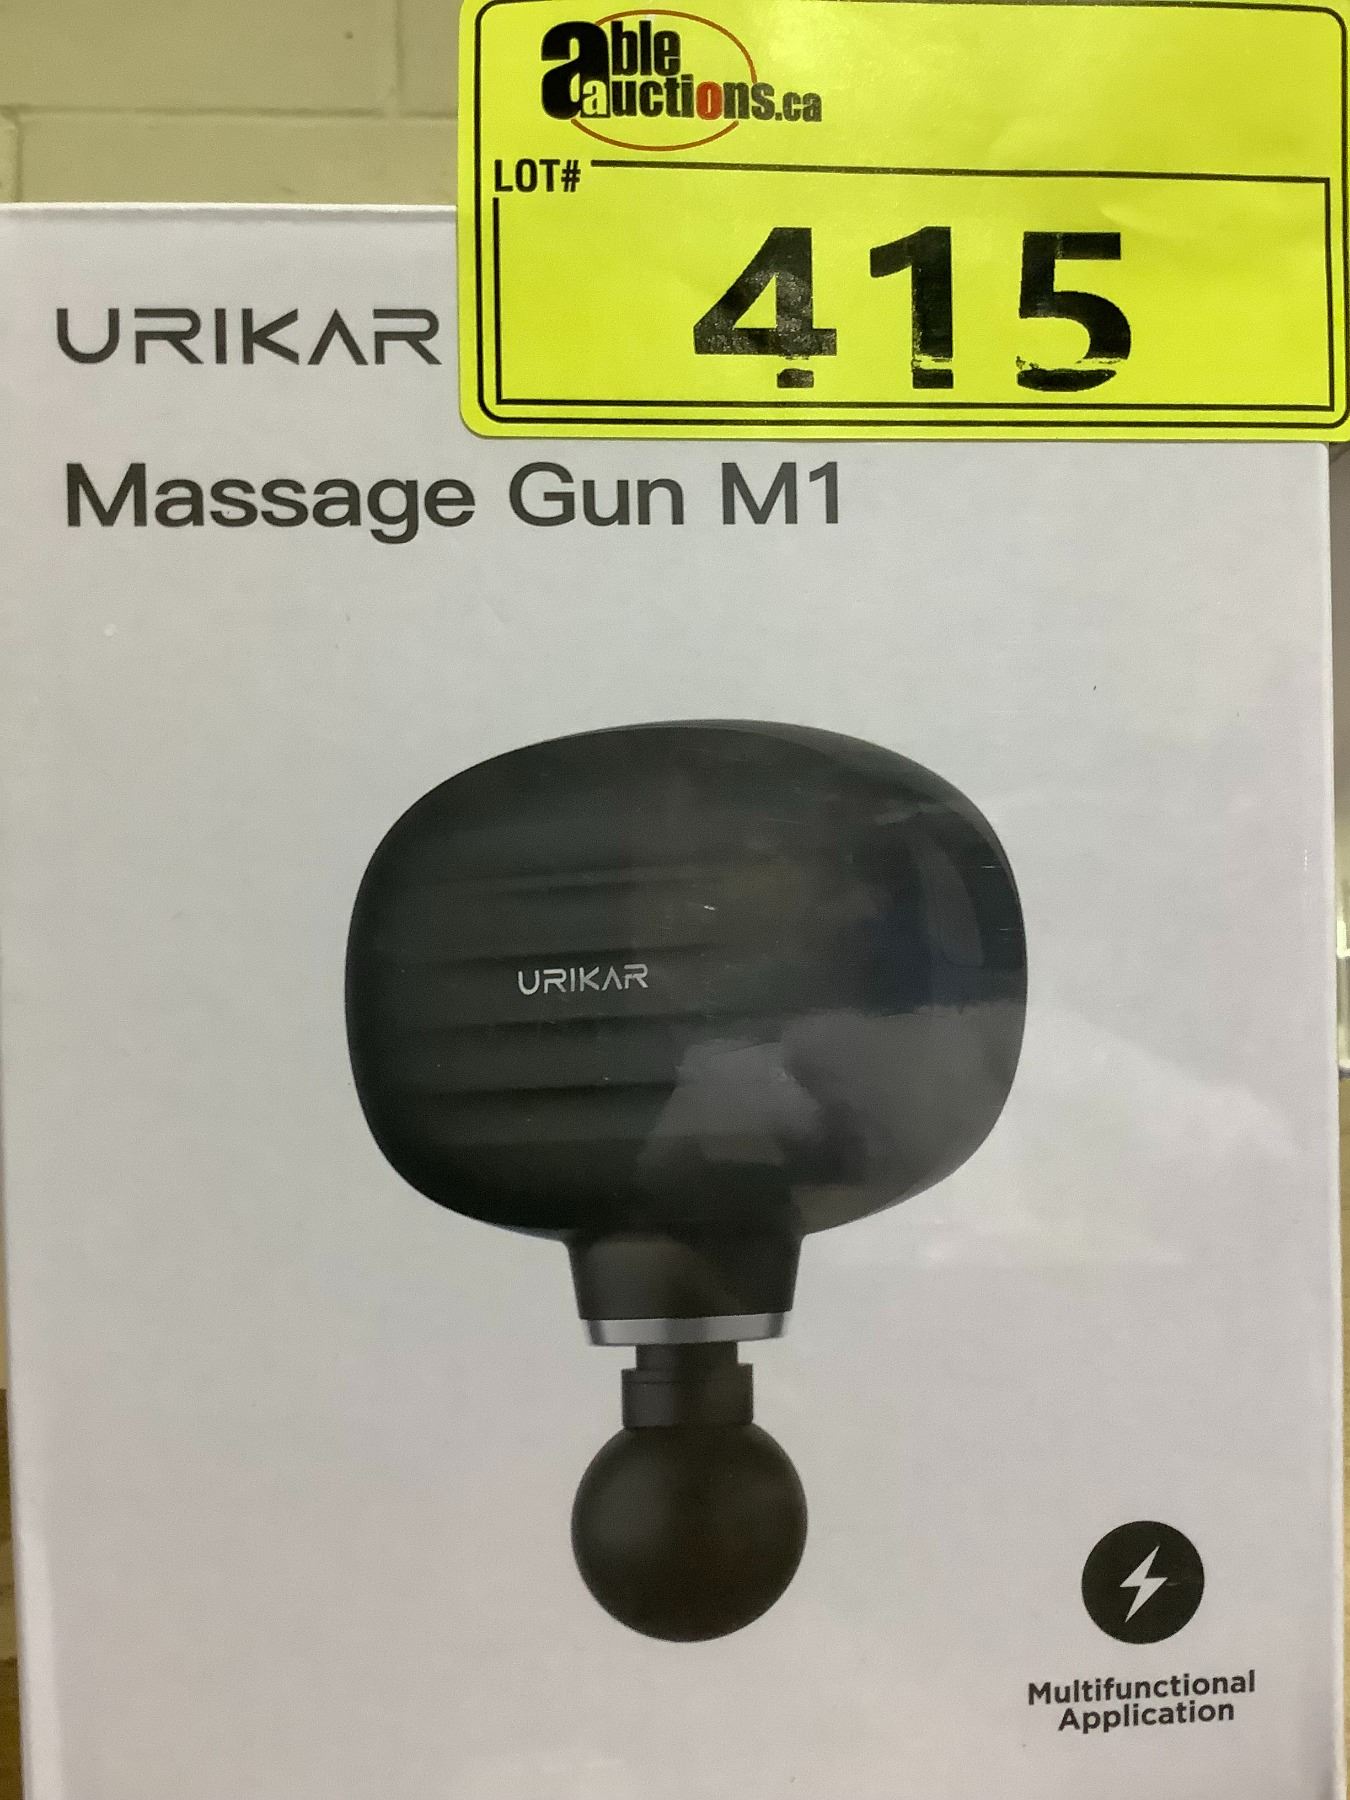 able
auctions.ca
LOT#
415
URIKAR
Massage Gun M1
URIKAR
Multifunctional
Application